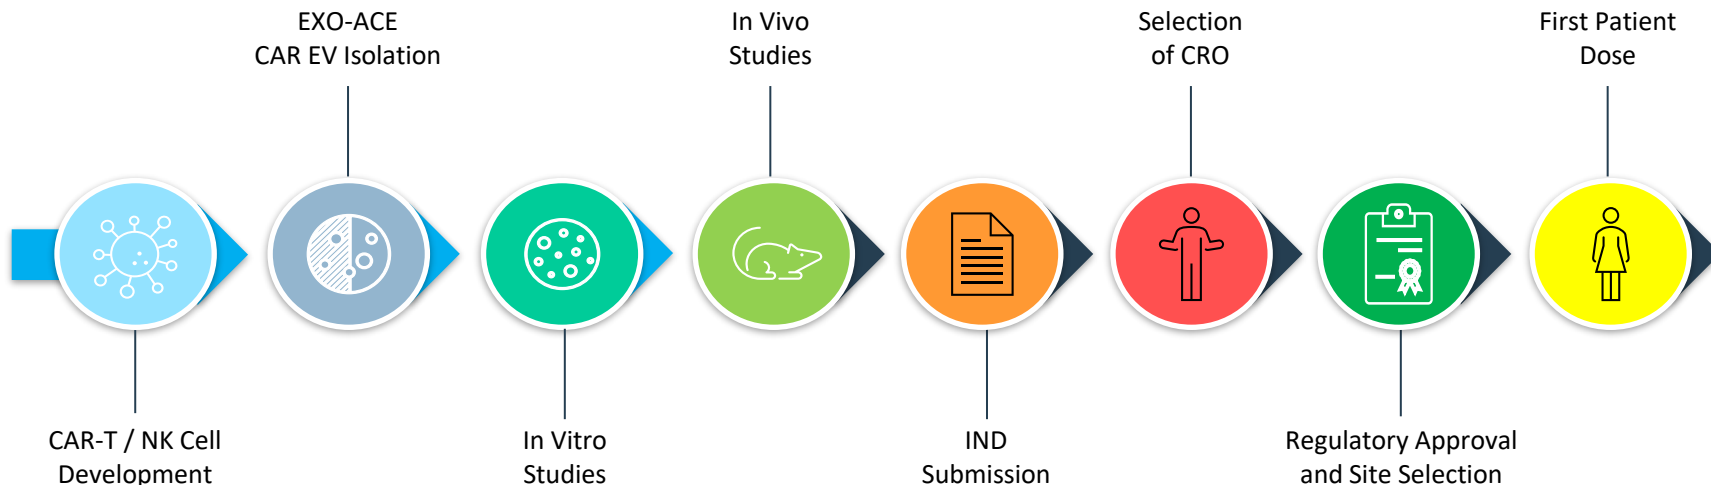 EXO-ACE
CAR EV Isolation
In Vivo
Studies
Selection
of CRO
First Patient
Dose
CAR-T / NK Cell
Development
In Vitro
Studies
IND
Submission
Regulatory Approval
and Site Selection